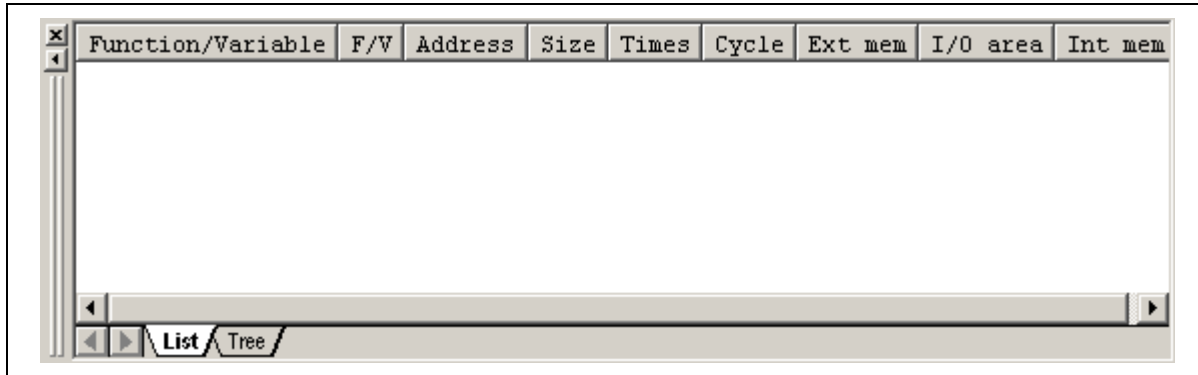 Function/Variable F/V Address Size Times Cycle Ext mem I/O area Int mem
List Tree